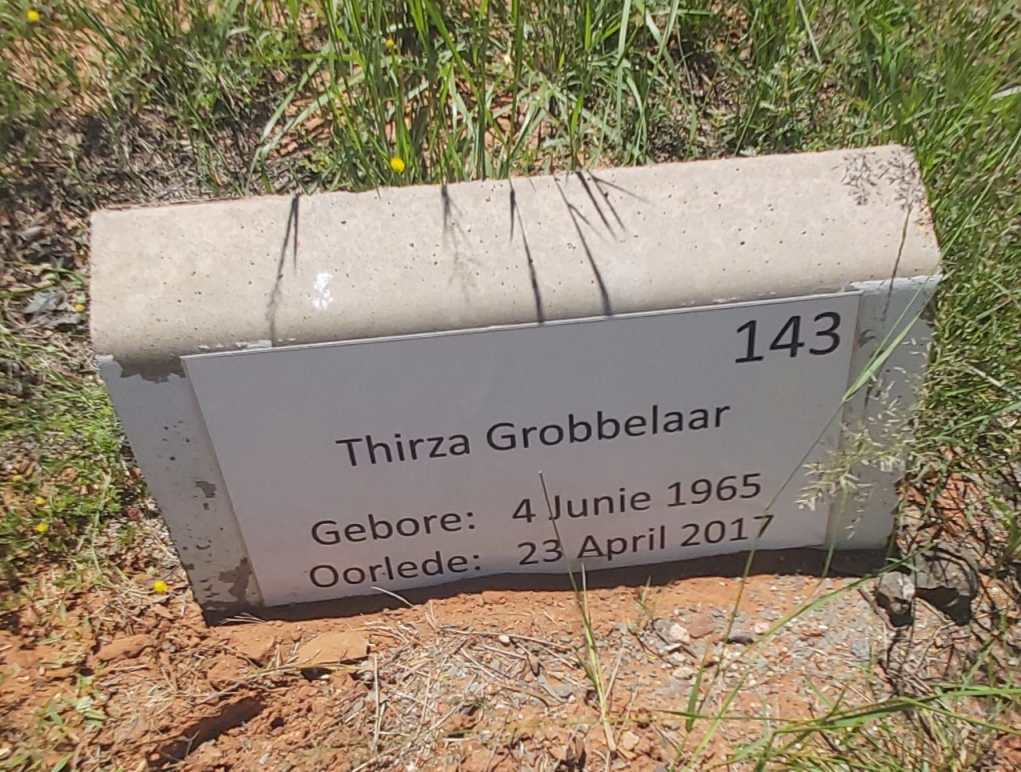 143
Thirza Grobbelaar
Gebore: 4 Junie 1965
Oorlede: 23 April 2017